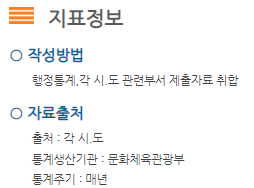 지표정보
작성방법
행정통계,각 시.도 관련부서 제출자료 취합
자료출처
출처 : 각 시.도
통계생산기관 : 문화체육관광부
통계주기 : 매년